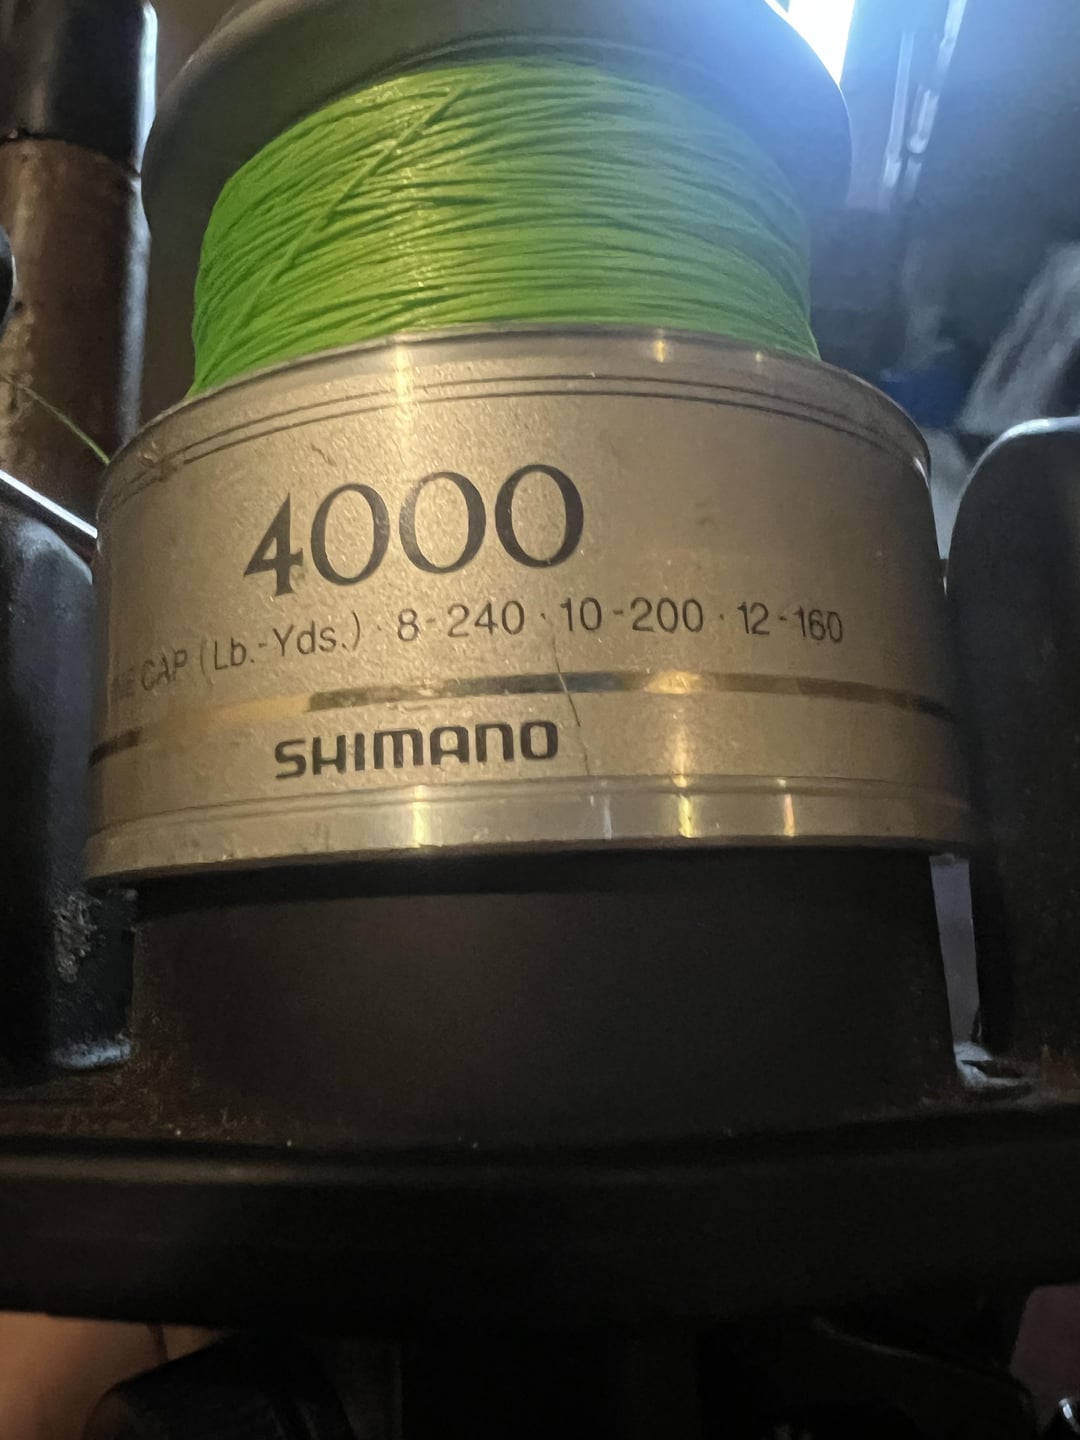 4000
CAP (Lb.-Yds.) · 8-240 · 10-200 · 12-160
SHIMANO